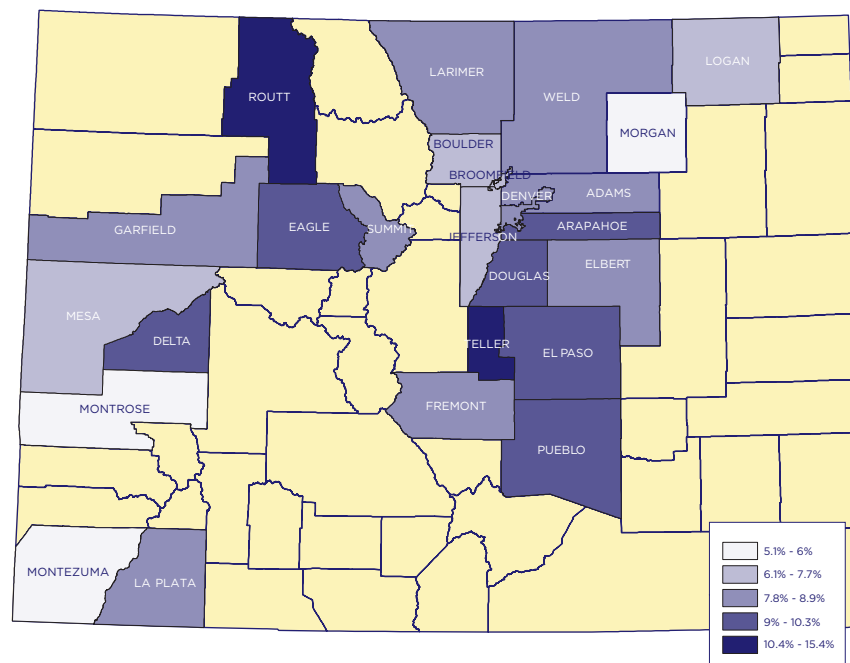 LOGAN
LARIMER
ROUTT
WELD
MORGAN
BOULDER
BROOMFIELD
DENVER
ADAMS
GARFIELD
EAGLE
SUMMI
JEFFERSON
ARAPAHOE
ELBERT
DOUGLAS
MESA
DELTA
TELLER
EL PASO
MONTROSE
FREMONT
PUEBLO
MONTEZUMA
LA PLATA
5.1% - 6%
6.1% - 7.7%
7.8% - 8.9%
9% - 10.3%
10.4% - 15.4%